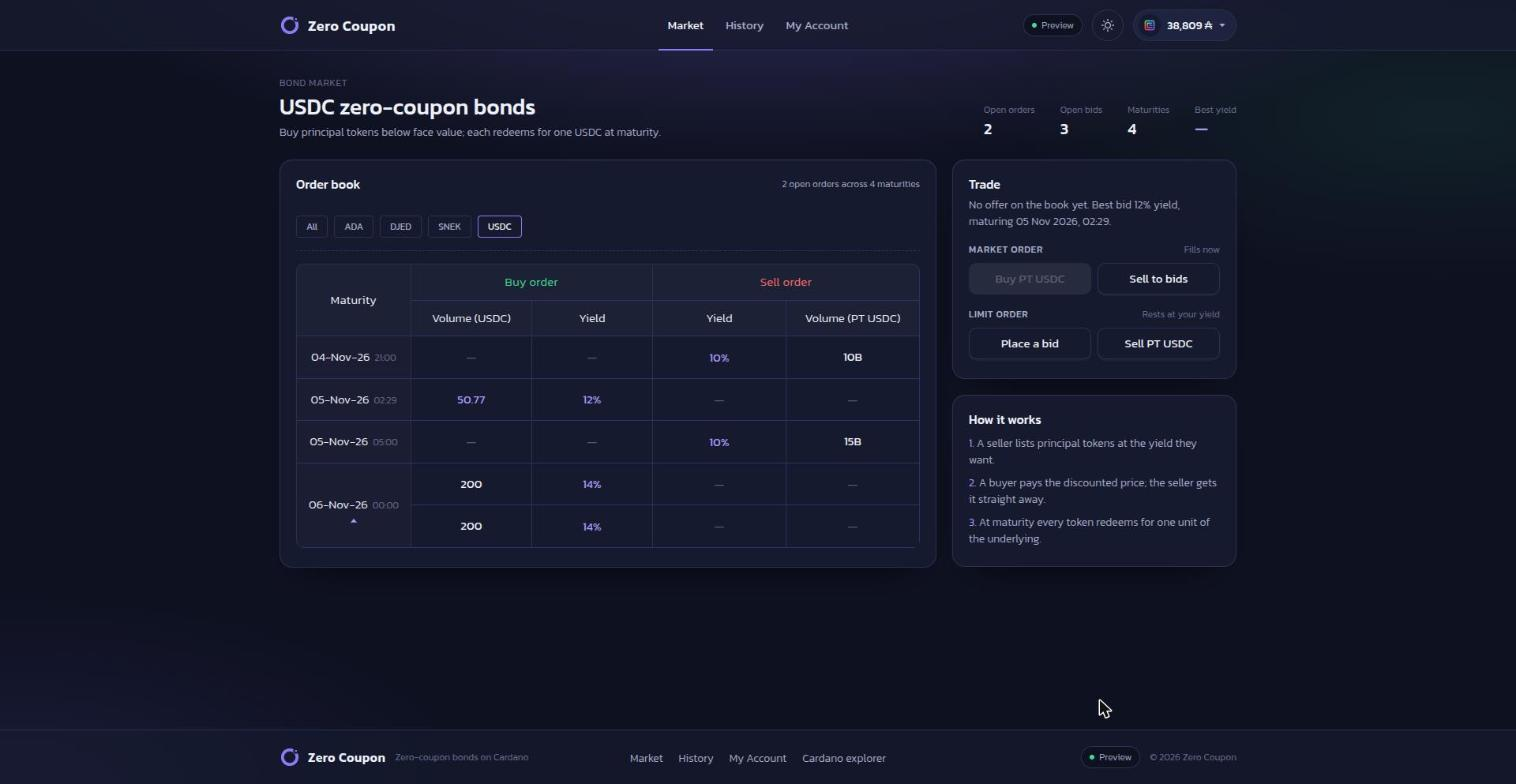 Zero Coupon
Market History My Account
Preview
38,809 ₳
BOND MARKET
USDC zero-coupon bonds
Buy principal tokens below face value; each redeems for one USDC at maturity.
Open orders Open bids Maturities Best yield
2 3 4 —
Order book
2 open orders across 4 maturities
All ADA DJED SNEK USDC
Maturity Buy order Sell order
Volume (USDC) Yield Yield Volume (PT USDC)
04-Nov-26 21:00 — — 10% 10B
05-Nov-26 02:29 50.77 12% — —
05-Nov-26 05:00 — — 10% 15B
06-Nov-26 00:00 200 14% — —
200 14% — —
Trade
No offer on the book yet. Best bid 12% yield,
maturing 05 Nov 2026, 02:29.
MARKET ORDER Fills now
Buy PT USDC Sell to bids
LIMIT ORDER Rests at your yield
Place a bid Sell PT USDC
How it works
1. A seller lists principal tokens at the yield they
want.
2. A buyer pays the discounted price; the seller gets
it straight away.
3. At maturity every token redeems for one unit of
the underlying.
Zero Coupon Zero-coupon bonds on Cardano
Market History My Account Cardano explorer
Preview © 2026 Zero Coupon